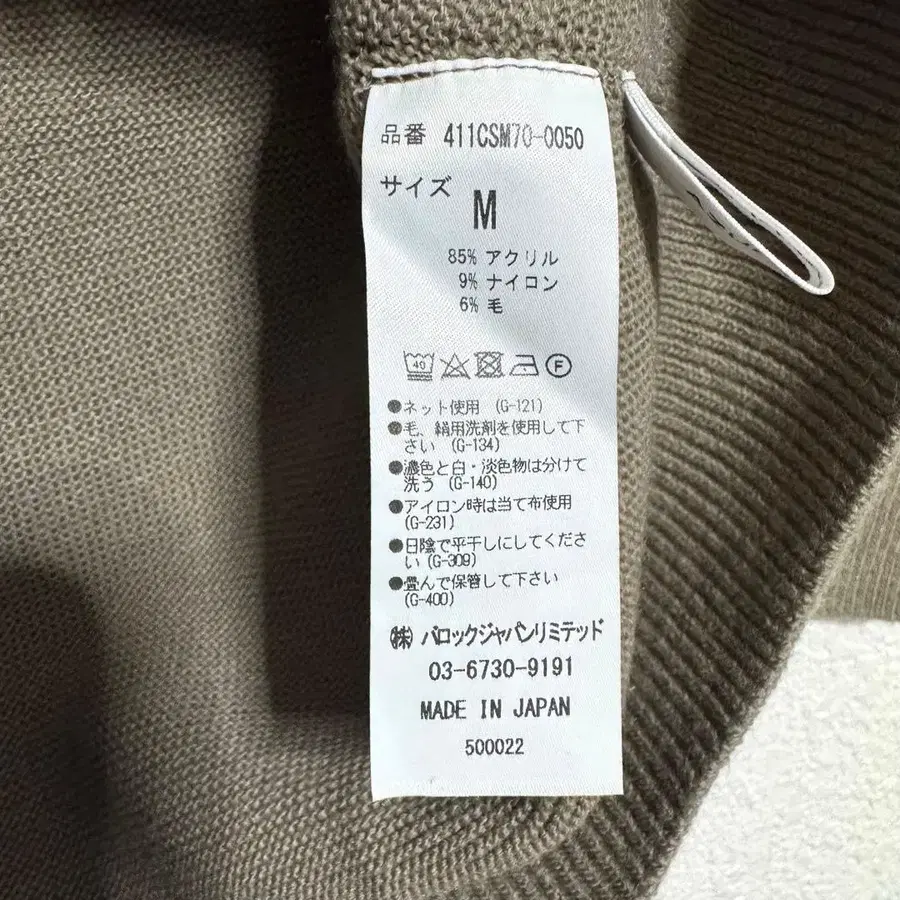 品番 411CSM70-0050
サイズ M
85% アクリル
9% ナイロン
6% 毛
40
F
●ネット使用 (G-121)
●毛、絹用洗剤を使用して下
さい (G-134)
●濃色と白・淡色物は分けて
洗う (G-140)
●アイロン時は当て布使用
(G-231)
●日陰で平干しにしてくださ
い (G-309)
●畳んで保管して下さい
(G-400)
㈱ バロックジャパンリミテッド
03-6730-9191
MADE IN JAPAN
500022